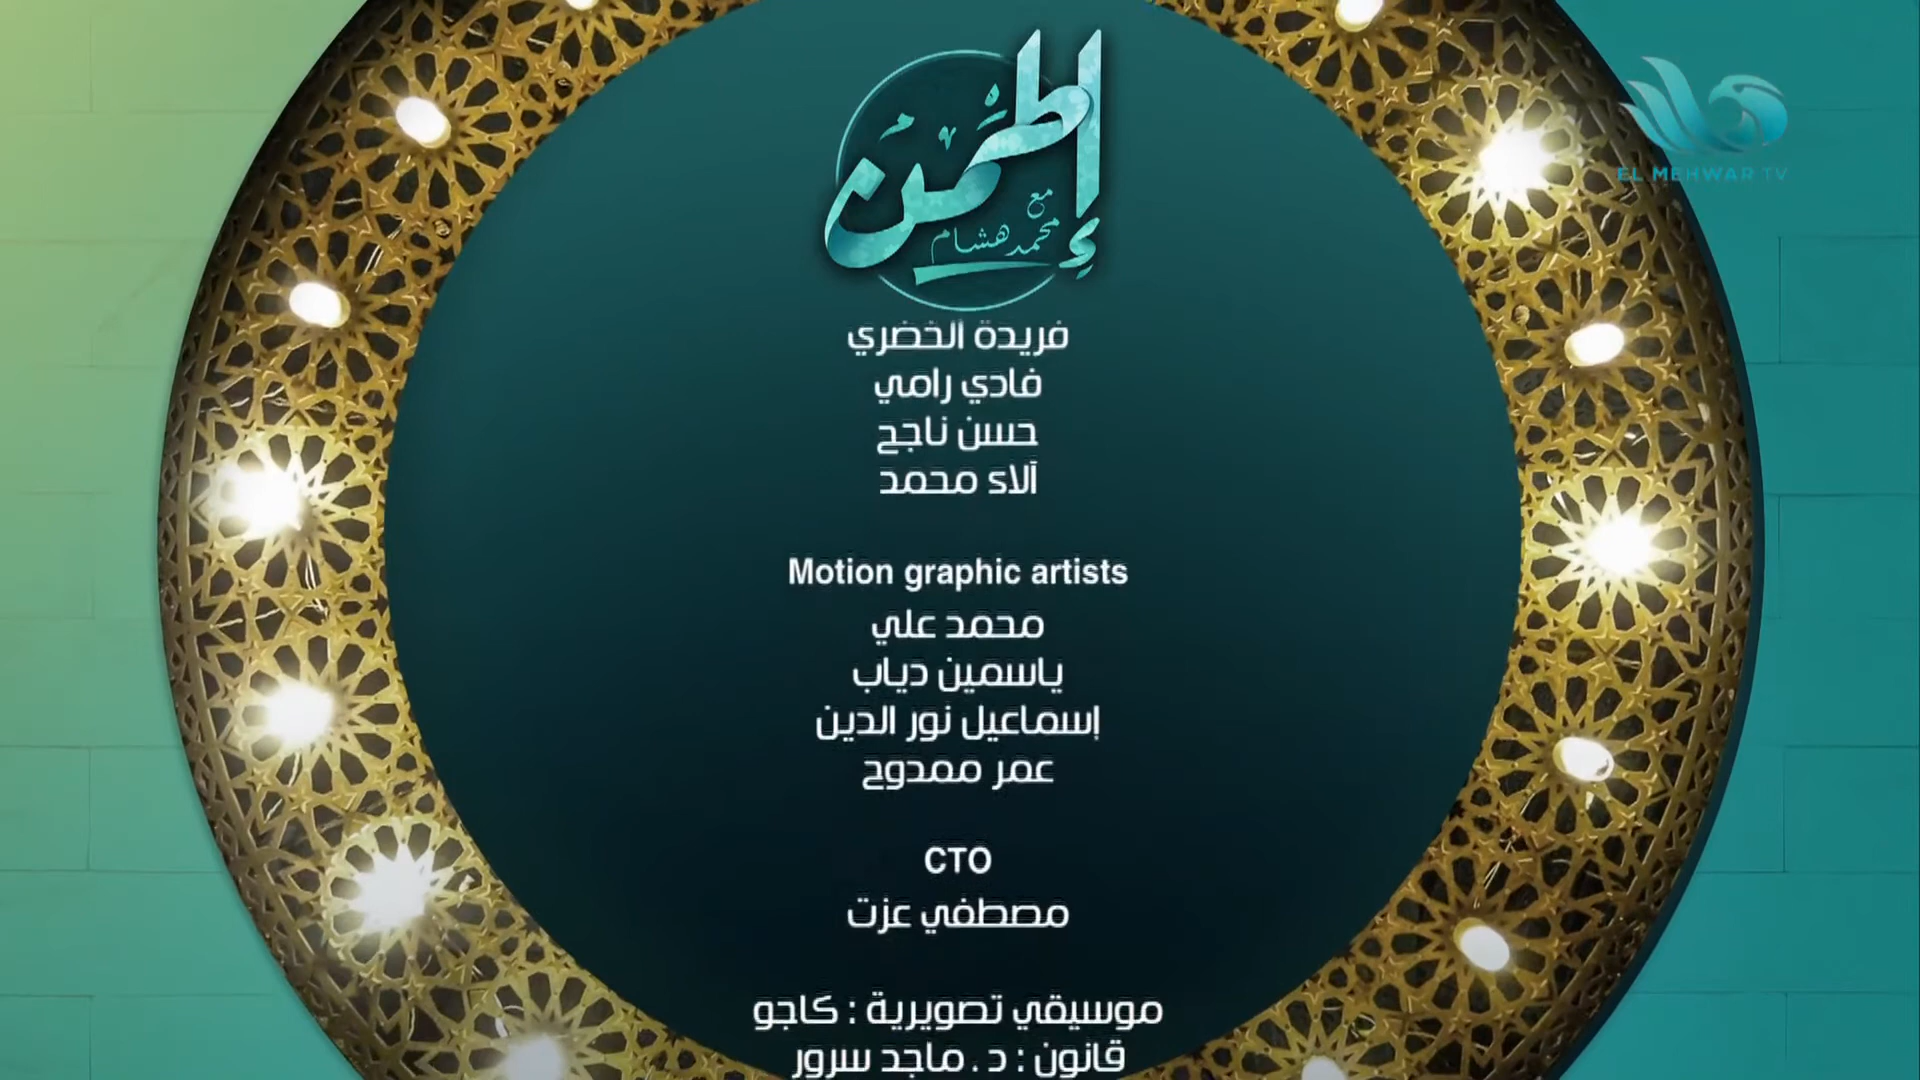 إطمن
مع
محمد هشام
EL MEHWAR TV
فريدة الخضري
فادي رامي
حسن ناجح
آلاء محمد
Motion graphic artists
محمد علي
ياسمين دياب
إسماعيل نور الدين
عمر ممدوح
CTO
مصطفي عزت
موسيقي تصويرية : كاجو
قانون : د . ماجد سرور